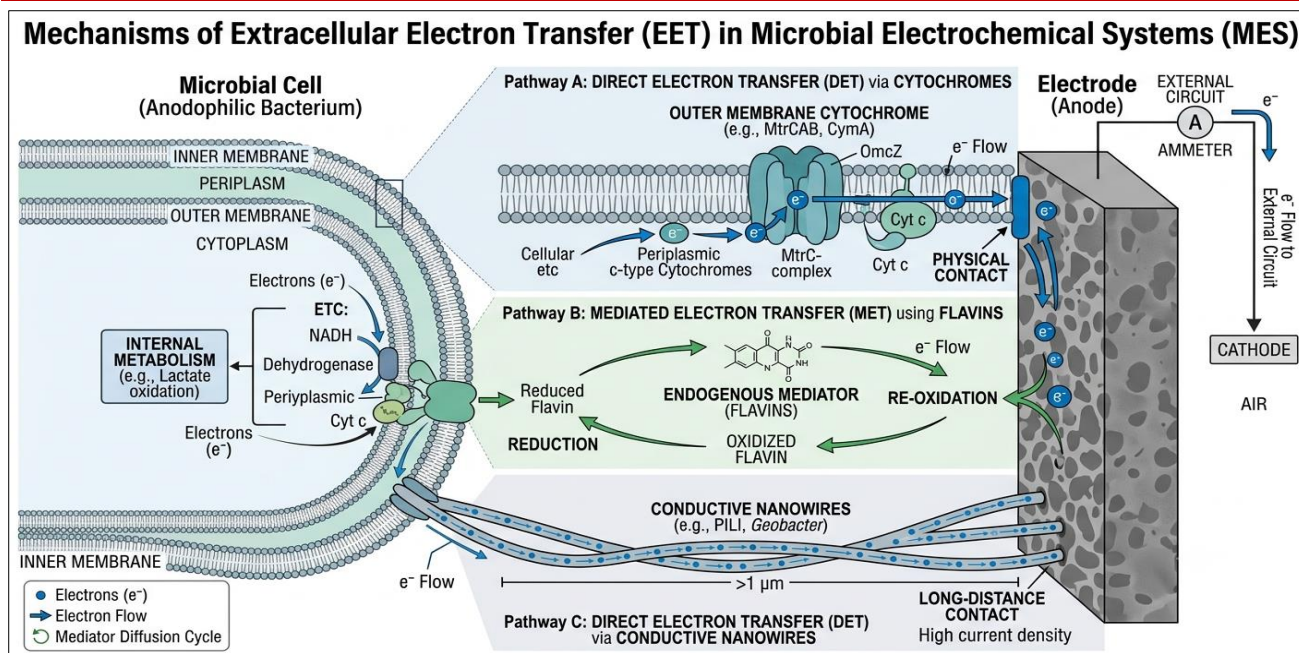 Mechanisms of Extracellular Electron Transfer (EET) in Microbial Electrochemical Systems (MES)
Microbial Cell
(Anodophilic Bacterium)
INNER MEMBRANE
PERIPLASM
OUTER MEMBRANE
CYTOPLASM
Electrons (e⁻)
ETC:
NADH
Dehydrogenase
Periyplasmic
Cyt c
Electrons
(e⁻)
INTERNAL
METABOLISM
(e.g., Lactate
oxidation)
INNER MEMBRANE
e⁻ Flow
Electrons (e⁻)
Electron Flow
Mediator Diffusion Cycle
Pathway A: DIRECT ELECTRON TRANSFER (DET) via CYTOCHROMES
OUTER MEMBRANE CYTOCHROME
(e.g., MtrCAB, CymA)
OmcZ
e⁻ Flow
e⁻
e⁻
e⁻
e⁻
Cyt c
Cellular
etc
Periplasmic
c-type Cytochromes
MtrC-
complex
Cyt c
PHYSICAL
CONTACT
Pathway B: MEDIATED ELECTRON TRANSFER (MET) using FLAVINS
Reduced
Flavin
REDUCTION
O
H
N
O
NH
N
N
O
ENDOGENOUS MEDIATOR
(FLAVINS)
e⁻ Flow
RE-OXIDATION
OXIDIZED
FLAVIN
CONDUCTIVE NANOWIRES
(e.g., PILI, Geobacter)
>1 µm
LONG-DISTANCE
CONTACT
High current density
Pathway C: DIRECT ELECTRON TRANSFER (DET)
via CONDUCTIVE NANOWIRES
Electrode
(Anode)
e⁻
e⁻
e⁻
e⁻
EXTERNAL
CIRCUIT
A
AMMETER
e⁻
e⁻ Flow to
External Circuit
CATHODE
AIR